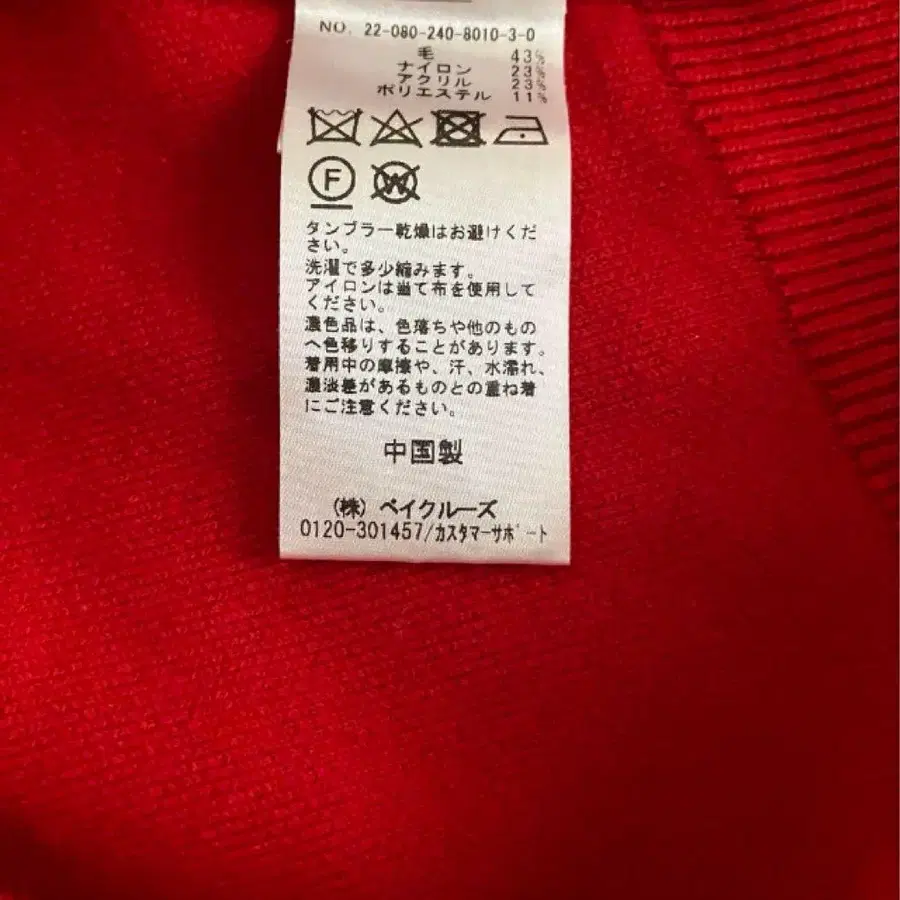 NO. 22-080-240-8010-3-0
毛 43%
ナイロン 23%
アクリル 23%
ポリエステル 11%
F W
タンブラー乾燥はお避けくだ
さい。
洗濯で多少縮みます。
アイロンは当て布を使用して
ください。
濃色品は、色落ちや他のもの
へ色移りすることがあります。
着用中の摩擦や、汗、水濡れ、
濃淡差があるものとの重ね着
にご注意ください。
中国製
(株) ベイクルーズ
0120-301457/カスタマーサポート